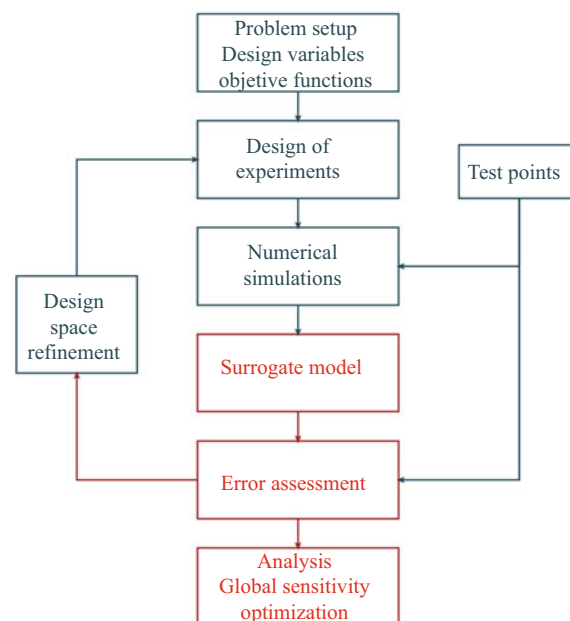 Problem setup
Design variables
objetive functions
Design of
experiments
Test points
Numerical
simulations
Design
space
refinement
Surrogate model
Error assessment
Analysis
Global sensitivity
optimization